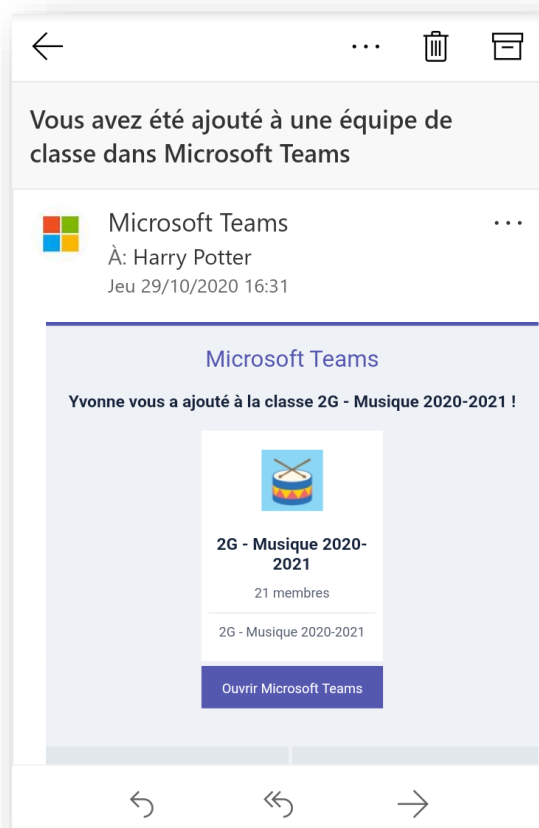 Vous avez été ajouté à une équipe de
classe dans Microsoft Teams
Microsoft Teams
À: Harry Potter
Jeu 29/10/2020 16:31
Microsoft Teams
Yvonne vous a ajouté à la classe 2G - Musique 2020-2021 !
2G - Musique 2020-
2021
21 membres
2G - Musique 2020-2021
Ouvrir Microsoft Teams